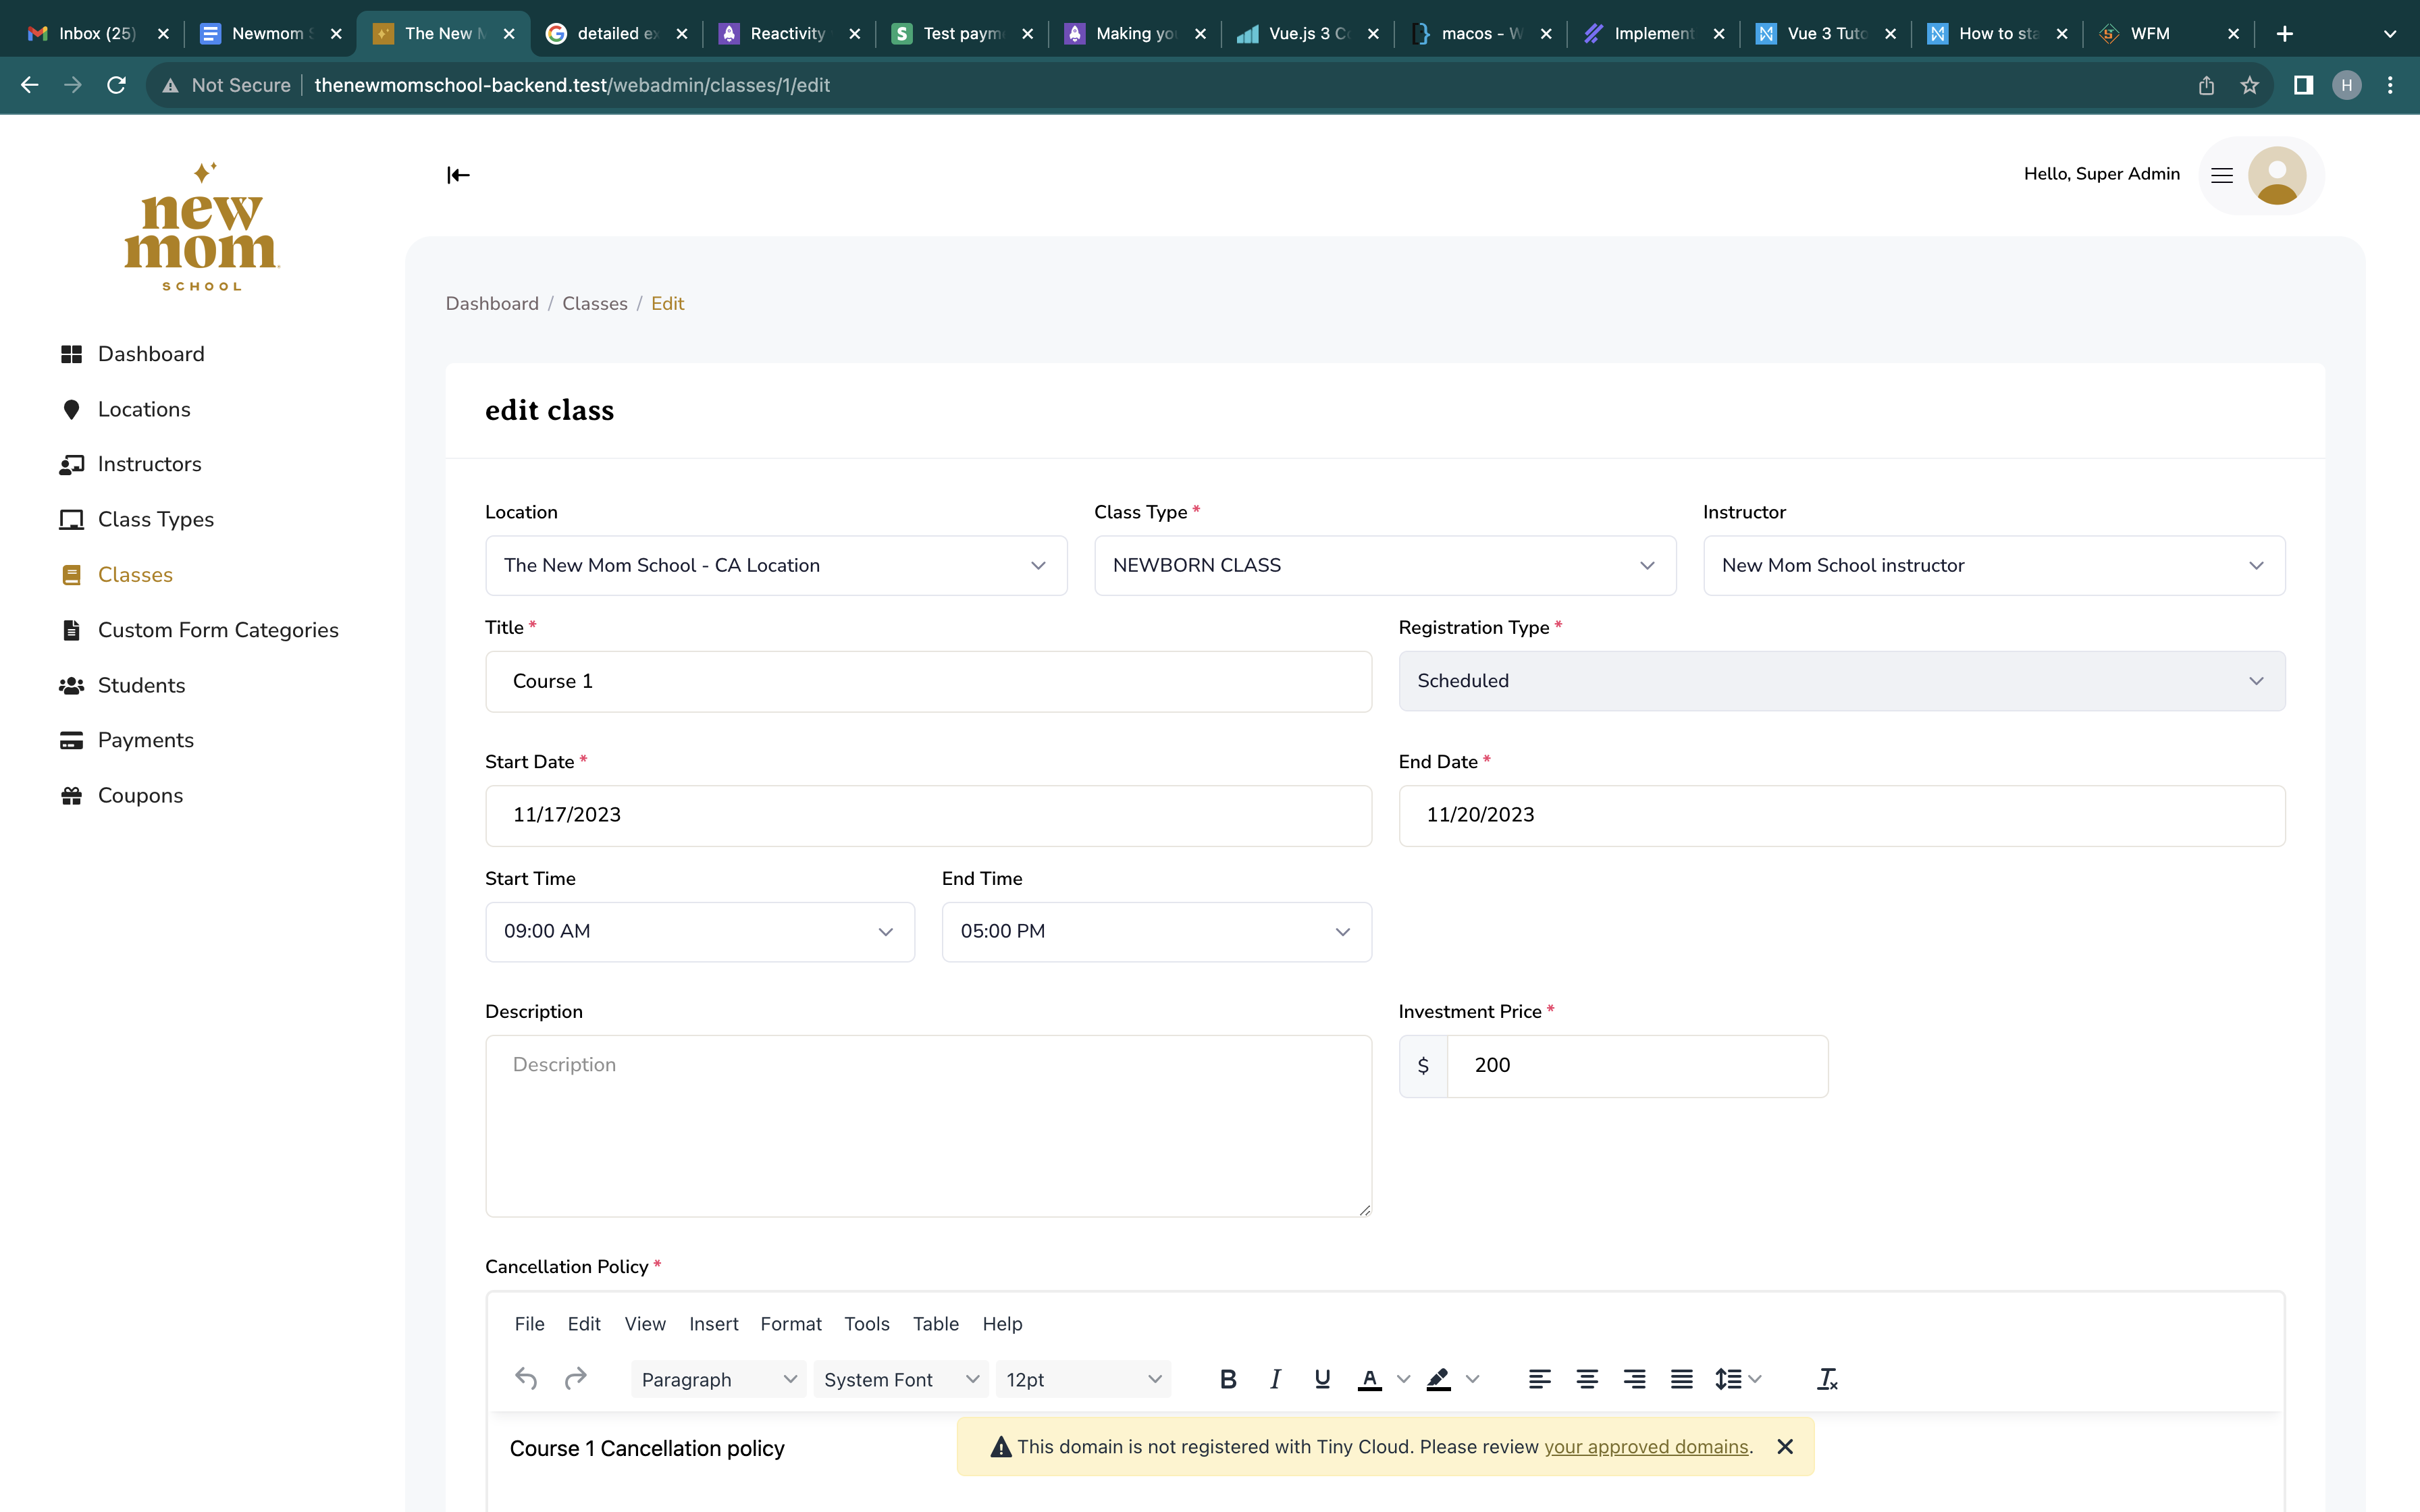 Inbox (25) Newmom The New detailed e Reactivity Test paym Making yo Vue.js 3 C macos - W Implement Vue 3 Tuto How to sta WFM
Not Secure thenewmomschool-backend.test/webadmin/classes/1/edit H
new
mom
SCHOOL
Hello, Super Admin
Dashboard / Classes / Edit
Dashboard
Locations
Instructors
Class Types
Classes
Custom Form Categories
Students
Payments
Coupons
edit class
Location Class Type * Instructor
The New Mom School - CA Location NEWBORN CLASS New Mom School instructor
Title * Registration Type *
Course 1 Scheduled
Start Date * End Date *
11/17/2023 11/20/2023
Start Time End Time
09:00 AM 05:00 PM
Description Investment Price *
Description $ 200
Cancellation Policy *
File Edit View Insert Format Tools Table Help
Paragraph System Font 12pt B I U A
Course 1 Cancellation policy
This domain is not registered with Tiny Cloud. Please review your approved domains.